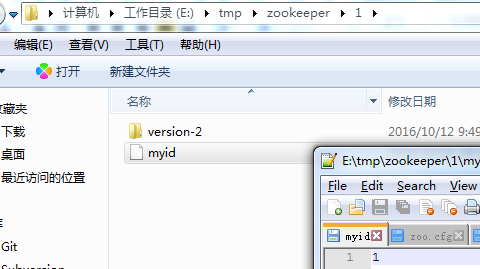 计算机 工作目录 (E:) tmp zookeeper 1
编辑(E) 查看(V) 工具(T) 帮助(H)
打开 新建文件夹
名称 修改日期
收藏夹
下载
桌面
最近访问的位置
库
Git
Subversion
version-2 2016/10/12 9:49
myid
E:\tmp\zookeeper\1\my
File Edit Search View
myid zoo.cfg
1 1